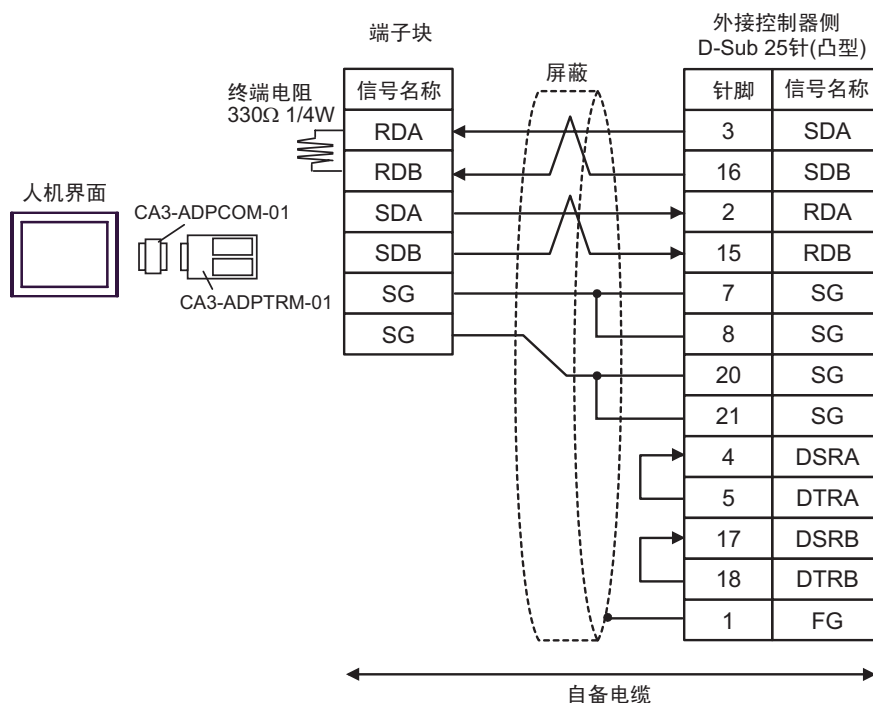 外接控制器侧
端子块
D-Sub 25针(凸型)
屏蔽
终端电阻
330Ω 1/4W
信号名称
针脚 信号名称
RDA 3 SDA
RDB 16 SDB
人机界面
CA3-ADPCOM-01
SDA 2 RDA
SDB 15 RDB
CA3-ADPTRM-01
SG 7 SG
SG 8 SG
20 SG
21 SG
4 DSRA
5 DTRA
17 DSRB
18 DTRB
1 FG
自备电缆